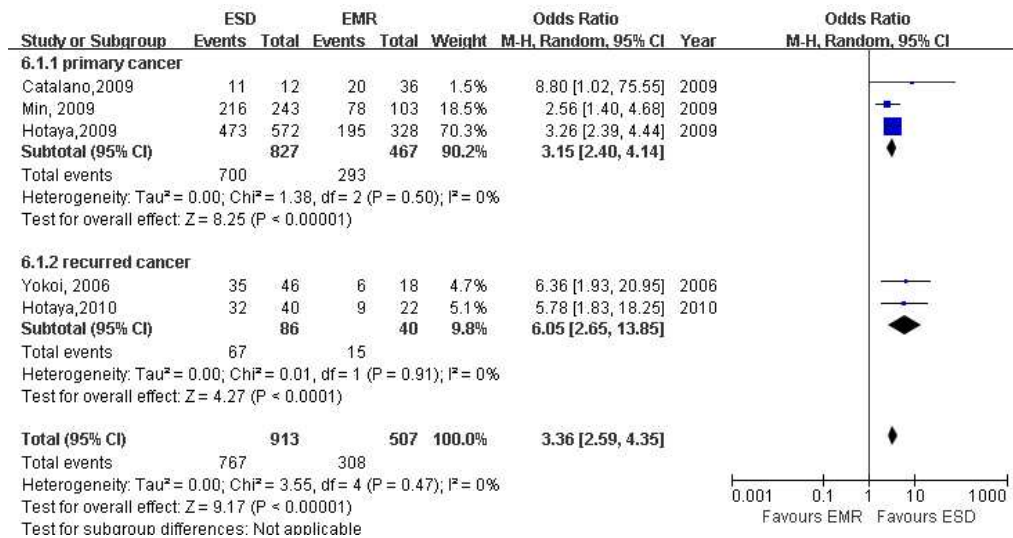 ESD EMR Odds Ratio Odds Ratio
Study or Subgroup Events Total Events Total Weight M-H, Random, 95% CI Year M-H, Random, 95% CI
6.1.1 primary cancer
Catalano,2009 11 12 20 36 1.5% 8.80 [1.02, 75.55] 2009
Min, 2009 216 243 78 103 18.5% 2.56 [1.40, 4.68] 2009
Hotaya,2009 473 572 195 328 70.3% 3.26 [2.39, 4.44] 2009
Subtotal (95% CI) 827 467 90.2% 3.15 [2.40, 4.14]
Total events 700 293
Heterogeneity: Tau² = 0.00; Chi² = 1.38, df = 2 (P = 0.50); I² = 0%
Test for overall effect: Z = 8.25 (P < 0.00001)
6.1.2 recurred cancer
Yokoi, 2006 35 46 6 18 4.7% 6.36 [1.93, 20.95] 2006
Hotaya,2010 32 40 9 22 5.1% 5.78 [1.83, 18.25] 2010
Subtotal (95% CI) 86 40 9.8% 6.05 [2.65, 13.85]
Total events 67 15
Heterogeneity: Tau² = 0.00; Chi² = 0.01, df = 1 (P = 0.91); I² = 0%
Test for overall effect: Z = 4.27 (P < 0.0001)
Total (95% CI) 913 507 100.0% 3.36 [2.59, 4.35]
Total events 767 308
Heterogeneity: Tau² = 0.00; Chi² = 3.55, df = 4 (P = 0.47); I² = 0%
Test for overall effect: Z = 9.17 (P < 0.00001)
Test for subgroup differences: Not applicable
0.001 0.1 1 10 1000
Favours EMR Favours ESD